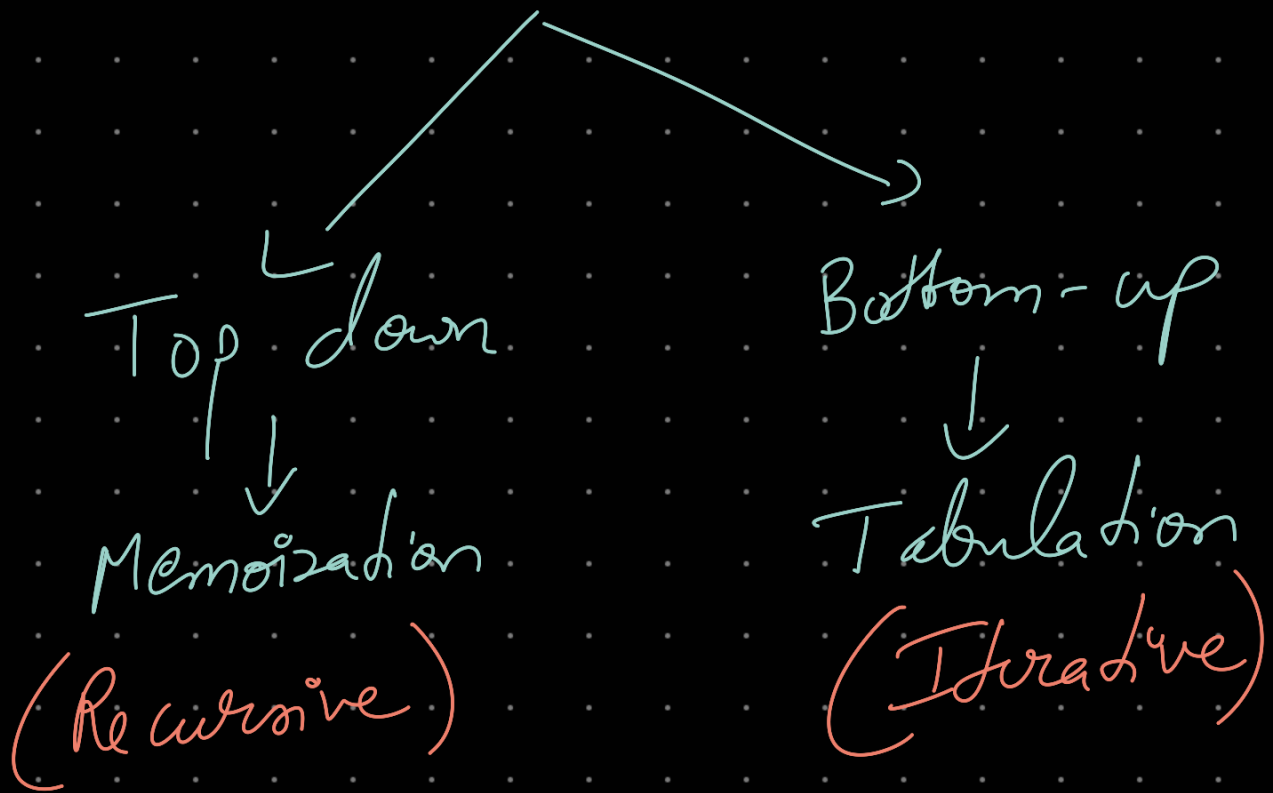 Top down
Bottom-up
Memoization
Tabulation
(Recursive)
(Iterative)